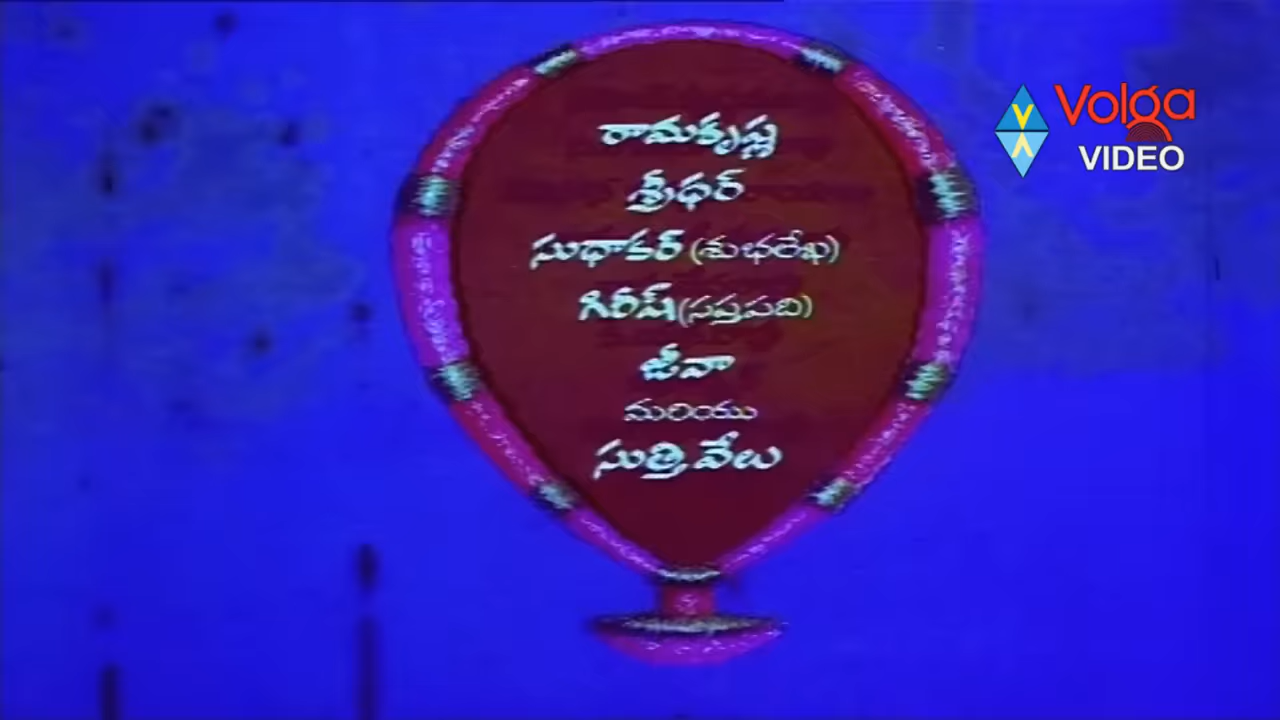 రామకృష్ణ
శ్రీధర్
సుధాకర్ (శుభలేఖ)
గిరీష్ (సప్తపది)
జీవా
మరియు
సుత్తి వేలు
Volga
VIDEO